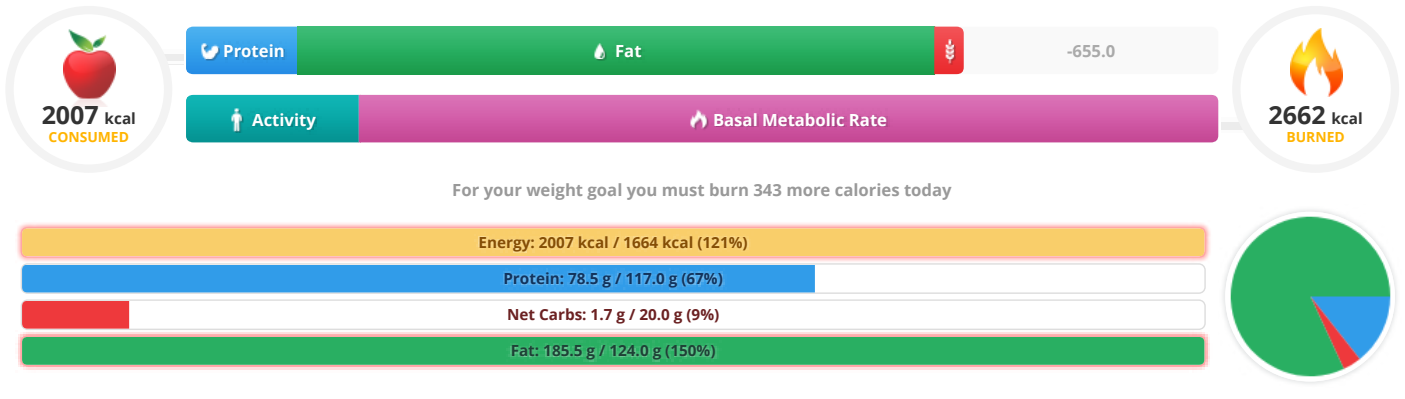 2007 kcal
CONSUMED
Protein
Fat
-655.0
2662 kcal
BURNED
Activity
Basal Metabolic Rate
For your weight goal you must burn 343 more calories today
Energy: 2007 kcal / 1664 kcal (121%)
Protein: 78.5 g / 117.0 g (67%)
Net Carbs: 1.7 g / 20.0 g (9%)
Fat: 185.5 g / 124.0 g (150%)